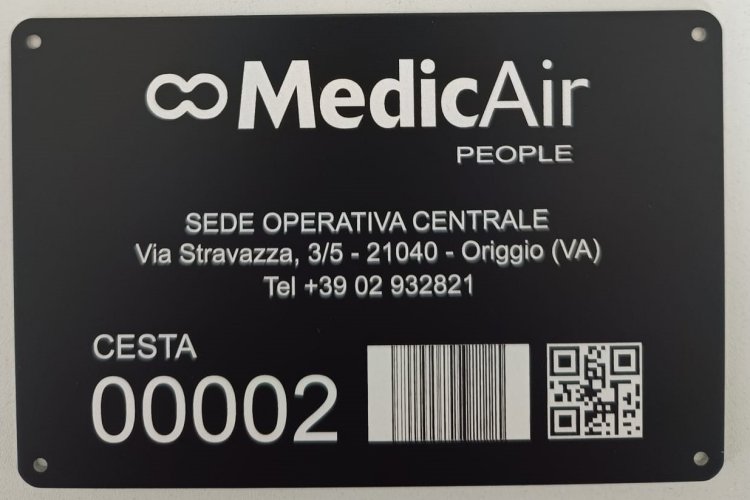 MedicAir
PEOPLE
SEDE OPERATIVA CENTRALE
Via Stravazza, 3/5 - 21040 - Origgio (VA)
Tel +39 02 932821
CESTA
00002